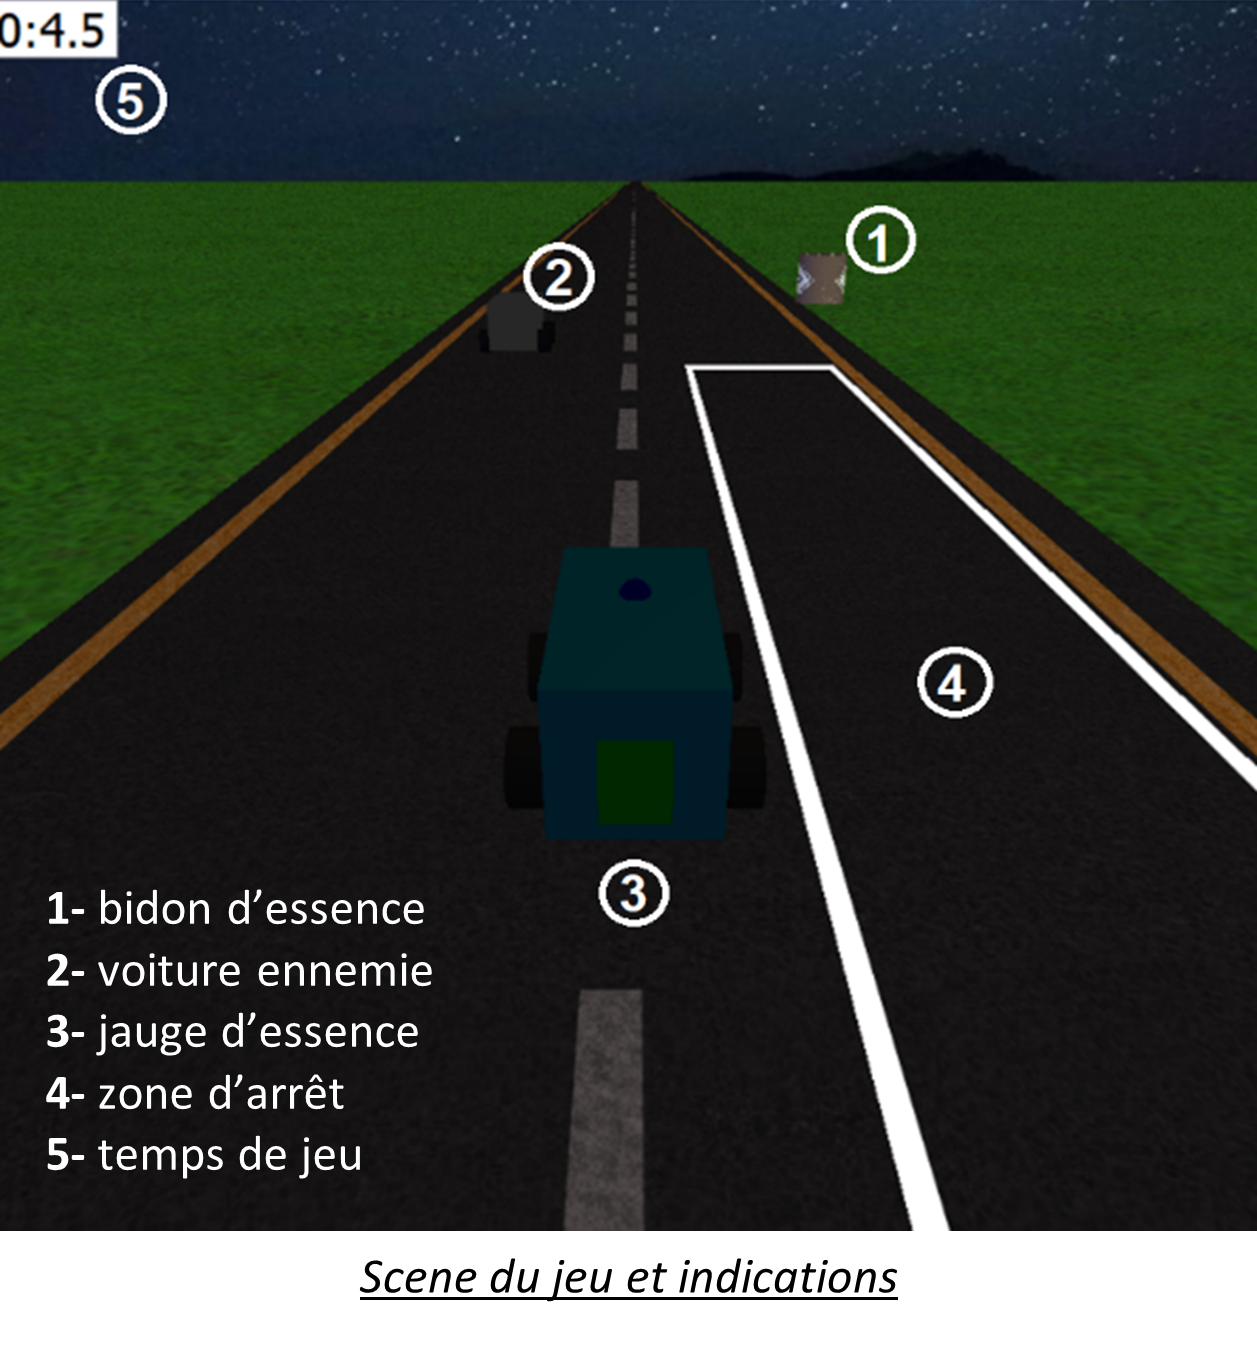 0:4.5
5
1
2
4
3
1- bidon d’essence
2- voiture ennemie
3- jauge d’essence
4- zone d’arrêt
5- temps de jeu
Scene du jeu et indications